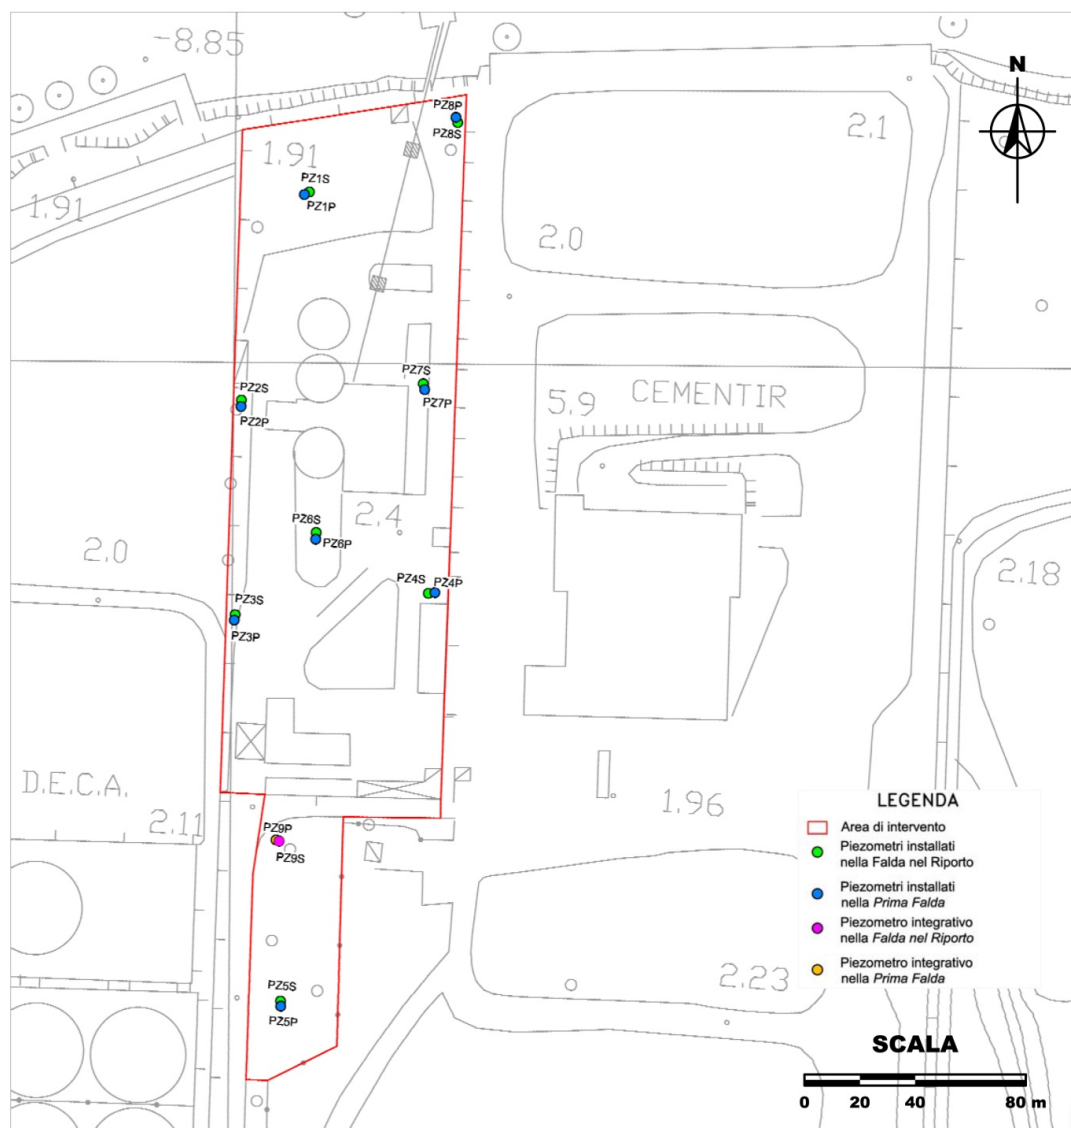 -8.85
N
PZ8P
2.1
PZ8S
1.91
PZ1S
1.91
PZ1P
2.0
PZ7S
PZ2S
5.9
CEMENTIR
PZ7P
PZ2P
PZ6S
2.4
PZ6P
2.0
2.18
PZ4S
PZ4P
PZ3S
PZ3P
D.E.C.A.
1.96
LEGENDA
2.11
Area di intervento
PZ9P
Piezometri installati
nella Falda nel Riporto
PZ9S
Piezometri installati
nella Prima Falda
Piezometro integrativo
nella Falda nel Riporto
Piezometro integrativo
nella Prima Falda
2.23
PZ5S
PZ5P
SCALA
0 20 40 80 m